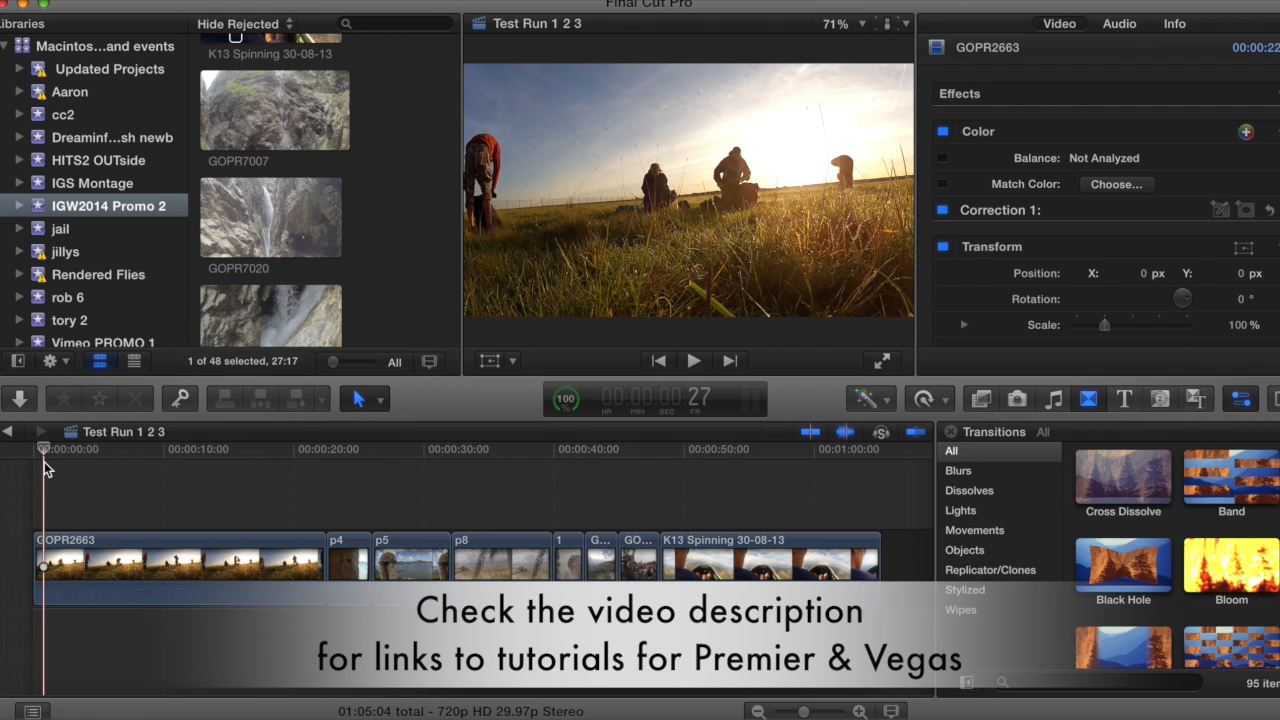 Final Cut Pro
Libraries
Hide Rejected
Test Run 1 2 3
71%
Video
Audio
Info
Macintos...and events
Updated Projects
Aaron
cc2
Dreaminf...sh newb
HITS2 OUTside
IGS Montage
IGW2014 Promo 2
jail
jillys
Rendered Flies
rob 6
tory 2
Vimeo PROMO 1
K13 Spinning 30-08-13
GOPR7007
GOPR7020
1 of 48 selected, 27:17
All
GOPR2663
00:00:22
Effects
Color
Balance: Not Analyzed
Match Color: Choose...
Correction 1:
Transform
Position: X: 0 px Y: 0 px
Rotation: 0 °
Scale: 100 %
100 %
00:00:00:27
HR MIN SEC FR
Test Run 1 2 3
00:00:00:00 00:00:10:00 00:00:20:00 00:00:30:00 00:00:40:00 00:00:50:00 00:01:00:00
GOPR2663 p4 p5 p8 1 G... GO... K13 Spinning 30-08-13
Transitions All
All
Blurs
Dissolves
Lights
Movements
Objects
Replicator/Clones
Stylized
Wipes
Cross Dissolve
Band
Black Hole
Bloom
Check the video description
for links to tutorials for Premier & Vegas
01:05:04 total - 720p HD 29.97p Stereo